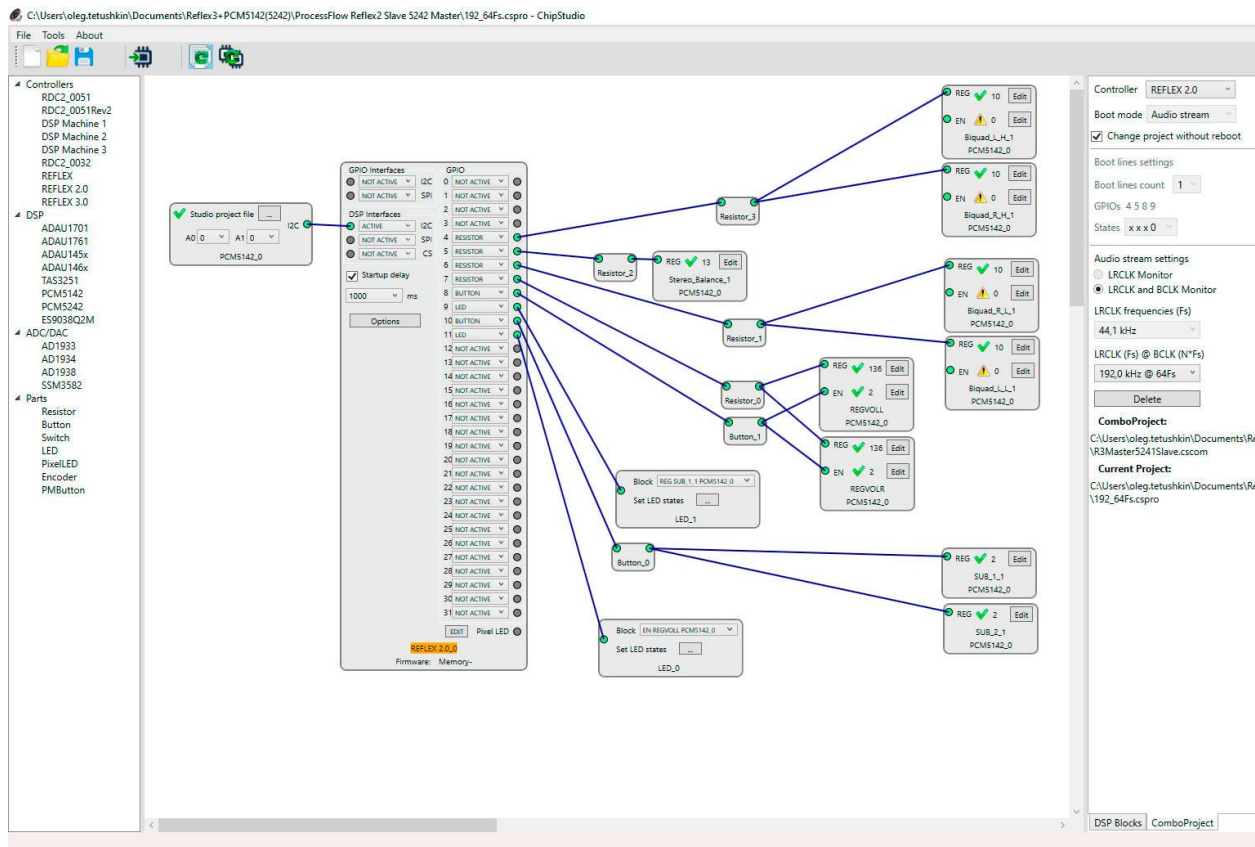 C:\Users\oleg.tetushkin\Documents\Reflex3+PCM5142(5242)\ProcessFlow Reflex2 Slave 5242 Master\192_64Fs.cspro - ChipStudio
File Tools About
Controllers
RDC2_0051
RDC2_0051Rev2
DSP Machine 1
DSP Machine 2
DSP Machine 3
RDC2_0032
REFLEX
REFLEX 2.0
REFLEX 3.0
DSP
ADAU1701
ADAU1761
ADAU145x
ADAU146x
TAS3251
PCM5142
PCM5242
ES9038Q2M
ADC/DAC
AD1933
AD1934
AD1938
SSM3582
Parts
Resistor
Button
Switch
LED
PixelLED
Encoder
PMButton
Studio project file ...
I2C
A0 0 A1 0
PCM5142_0
GPIO Interfaces
NOT ACTIVE I2C
NOT ACTIVE SPI
DSP Interfaces
ACTIVE I2C
NOT ACTIVE SPI
NOT ACTIVE CS
Startup delay
1000 ms
Options
GPIO
0 NOT ACTIVE
1 NOT ACTIVE
2 NOT ACTIVE
3 NOT ACTIVE
4 RESISTOR
5 RESISTOR
6 RESISTOR
7 RESISTOR
8 BUTTON
9 LED
10 BUTTON
11 LED
12 NOT ACTIVE
13 NOT ACTIVE
14 NOT ACTIVE
15 NOT ACTIVE
16 NOT ACTIVE
17 NOT ACTIVE
18 NOT ACTIVE
19 NOT ACTIVE
20 NOT ACTIVE
21 NOT ACTIVE
22 NOT ACTIVE
23 NOT ACTIVE
24 NOT ACTIVE
25 NOT ACTIVE
26 NOT ACTIVE
27 NOT ACTIVE
28 NOT ACTIVE
29 NOT ACTIVE
30 NOT ACTIVE
31 NOT ACTIVE
EDIT Pixel LED
REFLEX 2.0_0
Firmware: Memory-
Resistor_3
REG 10 Edit
EN 0 Edit
Biquad_L_H_1
PCM5142_0
REG 10 Edit
EN 0 Edit
Biquad_R_H_1
PCM5142_0
Resistor_2
REG 13 Edit
Stereo_Balance_1
PCM5142_0
Resistor_1
REG 10 Edit
EN 0 Edit
Biquad_R_L_1
PCM5142_0
REG 10 Edit
EN 0 Edit
Biquad_L_L_1
PCM5142_0
Resistor_0
Button_1
REG 136 Edit
EN 2 Edit
REGVOLL
PCM5142_0
REG 136 Edit
EN 2 Edit
REGVOLR
PCM5142_0
Block REG SUB_1_1 PCM5142_0
Set LED states ...
LED_1
Button_0
REG 2 Edit
SUB_1_1
PCM5142_0
REG 2 Edit
SUB_2_1
PCM5142_0
Block EN REGVOLL PCM5142_0
Set LED states ...
LED_0
Controller REFLEX 2.0
Boot mode Audio stream
Change project without reboot
Boot lines settings
Boot lines count 1
GPIOs 4 5 8 9
States x x x 0
Audio stream settings
LRCLK Monitor
LRCLK and BCLK Monitor
LRCLK frequencies (Fs)
44,1 kHz
LRCLK (Fs) @ BCLK (N*Fs)
192,0 kHz @ 64Fs
Delete
ComboProject:
C:\Users\oleg.tetushkin\Documents\Re
\R3Master5241Slave.cscom
Current Project:
C:\Users\oleg.tetushkin\Documents\Re
\192_64Fs.cspro
DSP Blocks ComboProject